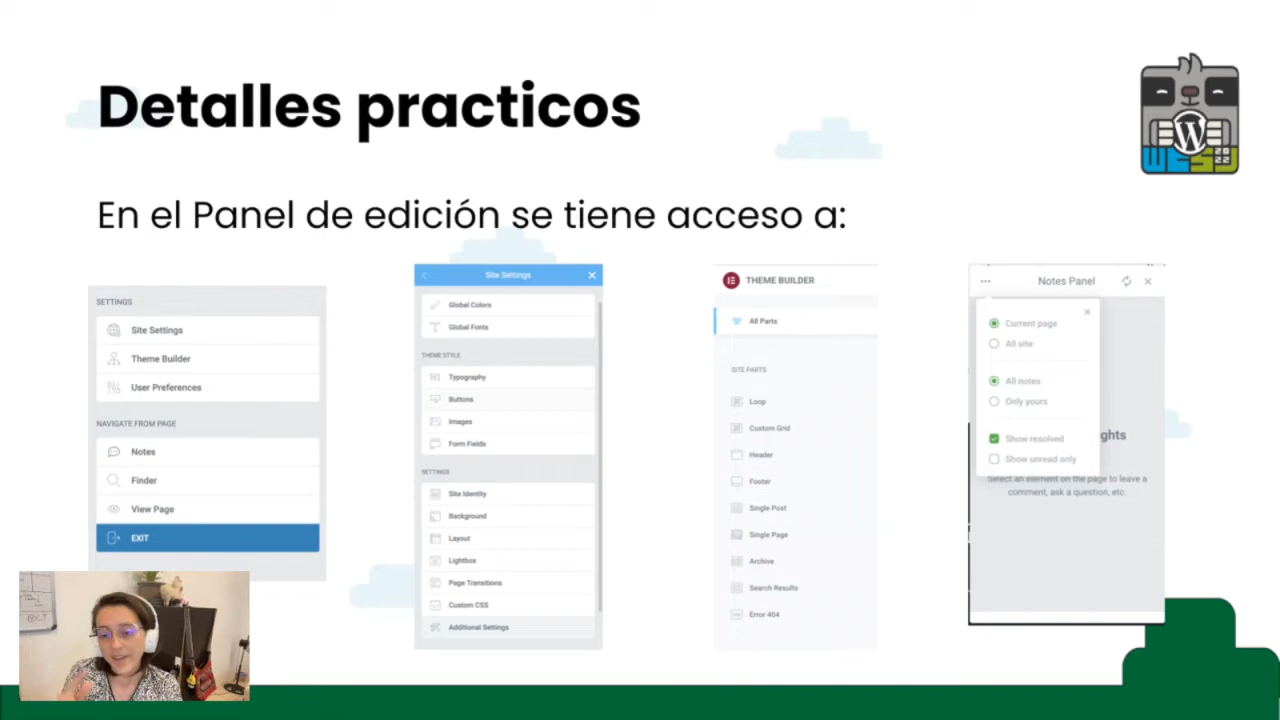 Detalles practicos
En el Panel de edición se tiene acceso a:
SETTINGS
Site Settings
Theme Builder
User Preferences
NAVIGATE FROM PAGE
Notes
Finder
View Page
EXIT
Site Settings
Global Colors
Global Fonts
THEME STYLE
Typography
H1
Buttons
Images
Form Fields
SETTINGS
Site Identity
Background
Layout
Lightbox
Page Transitions
Custom CSS
Additional Settings
THEME BUILDER
All Parts
SITE PARTS
Loop
Custom Grid
Header
Footer
Single Post
Single Page
Archive
Search Results
Error 404
Notes Panel
Current page
All site
All notes
Only yours
Show resolved
Show unread only
ghts
Select an element on the page to leave a
comment, ask a question, etc.
W